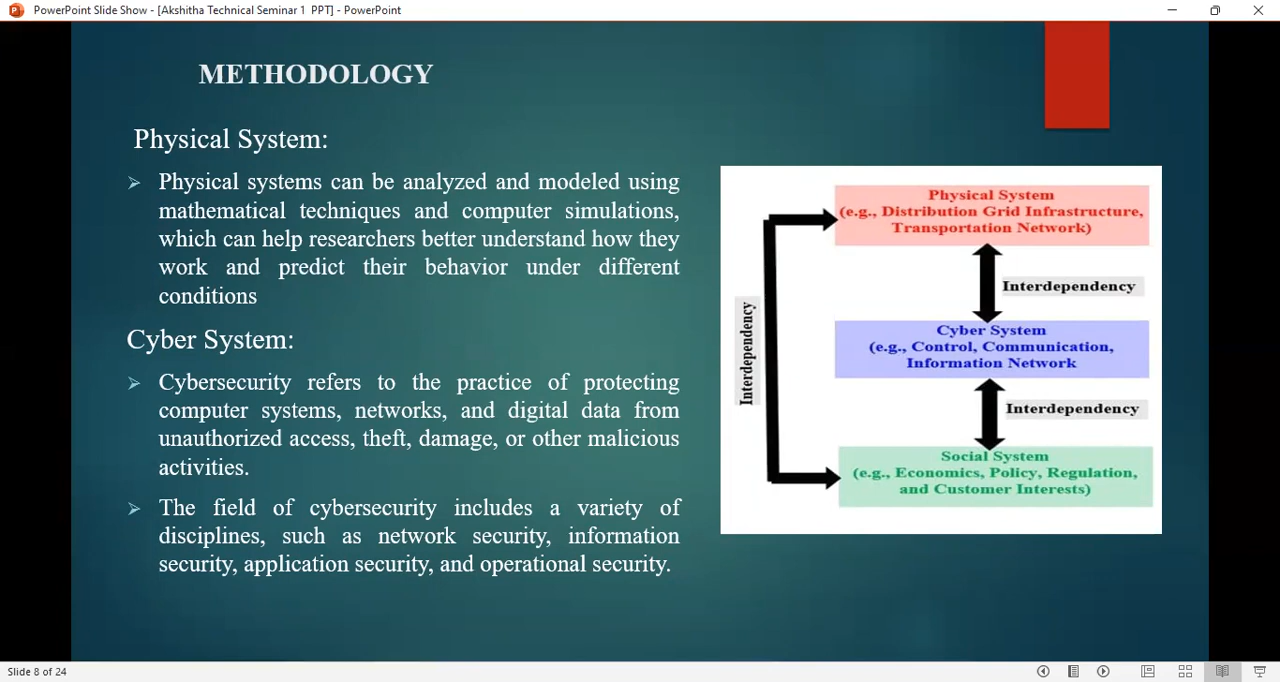 PowerPoint Slide Show - [Akshitha Technical Seminar 1 PPT] - PowerPoint
METHODOLOGY
Physical System:
Physical systems can be analyzed and modeled using
mathematical techniques and computer simulations,
which can help researchers better understand how they
work and predict their behavior under different
conditions
Cyber System:
Cybersecurity refers to the practice of protecting
computer systems, networks, and digital data from
unauthorized access, theft, damage, or other malicious
activities.
The field of cybersecurity includes a variety of
disciplines, such as network security, information
security, application security, and operational security.
Physical System
(e.g., Distribution Grid Infrastructure,
Transportation Network)
Interdependency
Interdependency
Cyber System
(e.g., Control, Communication,
Information Network
Interdependency
Social System
(e.g., Economics, Policy, Regulation,
and Customer Interests)
Slide 8 of 24